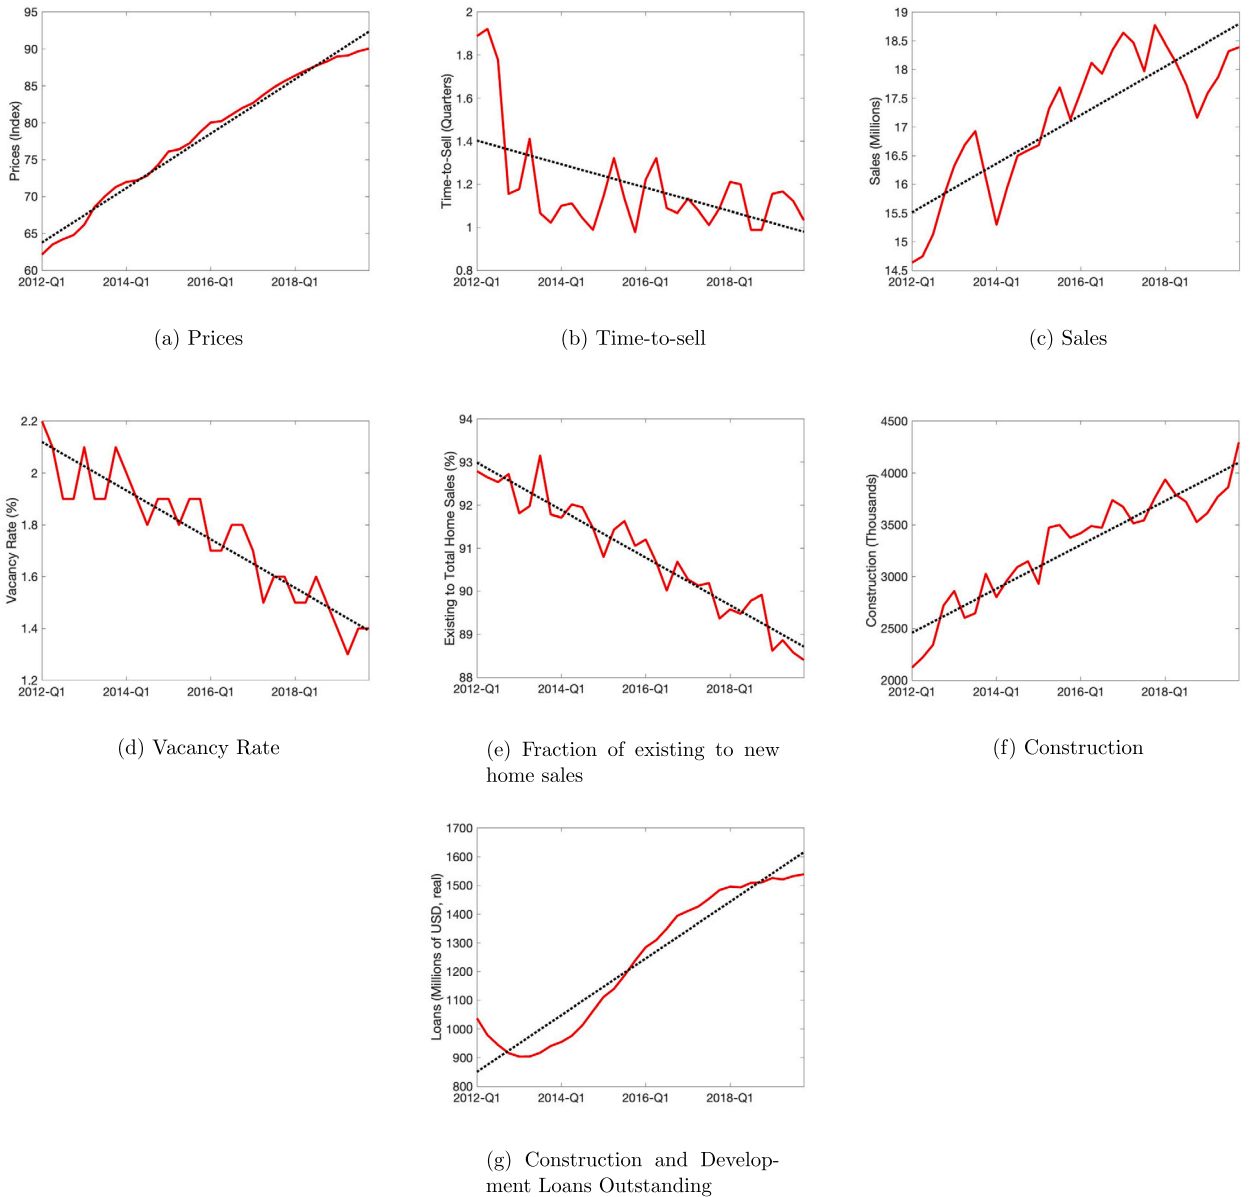 95
90
85
80
75
70
65
60
Prices (Index)
2012-Q1 2014-Q1 2016-Q1 2018-Q1
(a) Prices
2
1.8
1.6
1.4
1.2
1
0.8
Time-to-Sell (Quarters)
2012-Q1 2014-Q1 2016-Q1 2018-Q1
(b) Time-to-sell
19
18.5
18
17.5
17
16.5
16
15.5
15
14.5
Sales (Millions)
2012-Q1 2014-Q1 2016-Q1 2018-Q1
(c) Sales
2.2
2
1.8
1.6
1.4
1.2
Vacancy Rate (%)
2012-Q1 2014-Q1 2016-Q1 2018-Q1
(d) Vacancy Rate
94
93
92
91
90
89
88
Existing to Total Home Sales (%)
2012-Q1 2014-Q1 2016-Q1 2018-Q1
(e) Fraction of existing to new
home sales
4500
4000
3500
3000
2500
2000
Construction (Thousands)
2012-Q1 2014-Q1 2016-Q1 2018-Q1
(f) Construction
1700
1600
1500
1400
1300
1200
1100
1000
900
800
Loans (Millions of USD, real)
2012-Q1 2014-Q1 2016-Q1 2018-Q1
(g) Construction and Develop-
ment Loans Outstanding